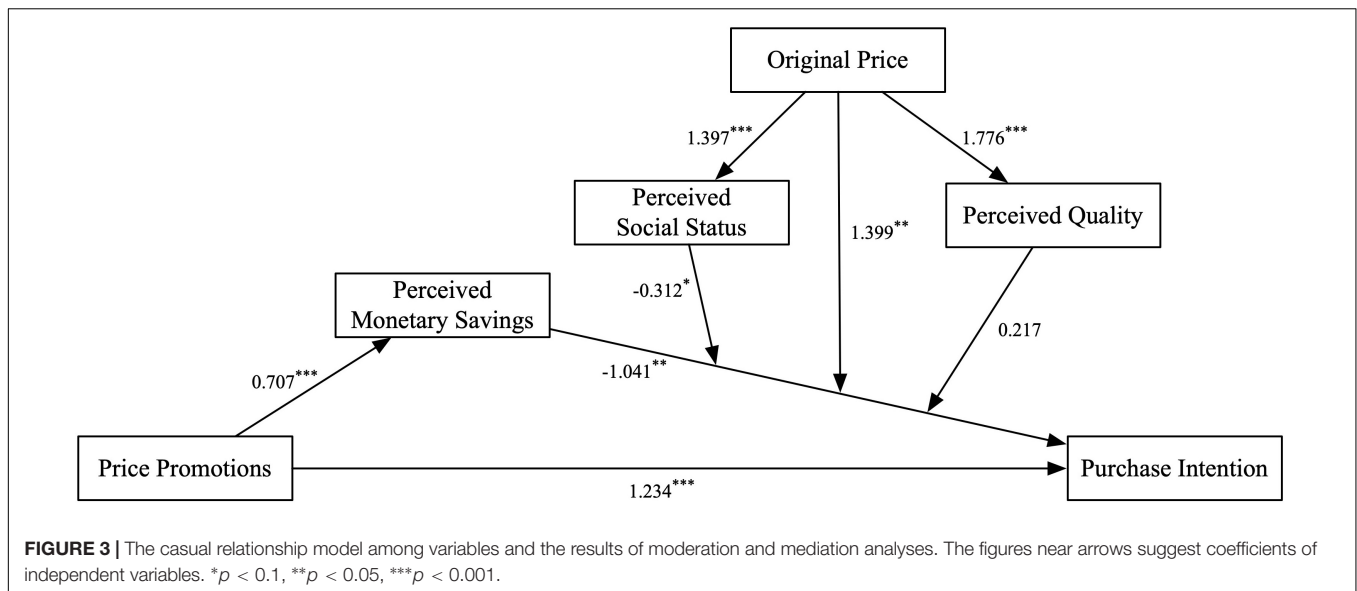 Original Price
1.397***
1.776***
Perceived
Social Status
Perceived Quality
1.399**
-0.312*
Perceived
Monetary Savings
0.217
-1.041**
0.707***
Price Promotions
Purchase Intention
1.234***
FIGURE 3 | The casual relationship model among variables and the results of moderation and mediation analyses. The figures near arrows suggest coefficients of
independent variables. *p < 0.1, **p < 0.05, ***p < 0.001.